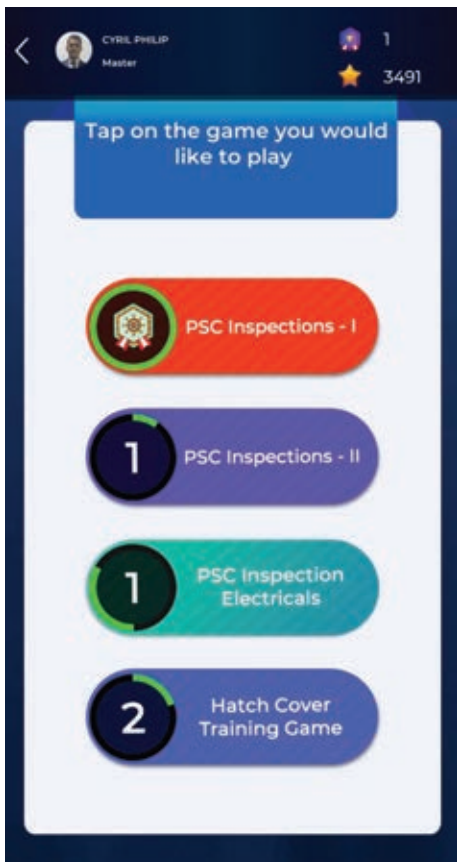 CYRIL PHILIP
Master
1
3491
Tap on the game you would
like to play
PSC Inspections - I
1
PSC Inspections - II
1
PSC Inspection
Electricals
2
Hatch Cover
Training Game